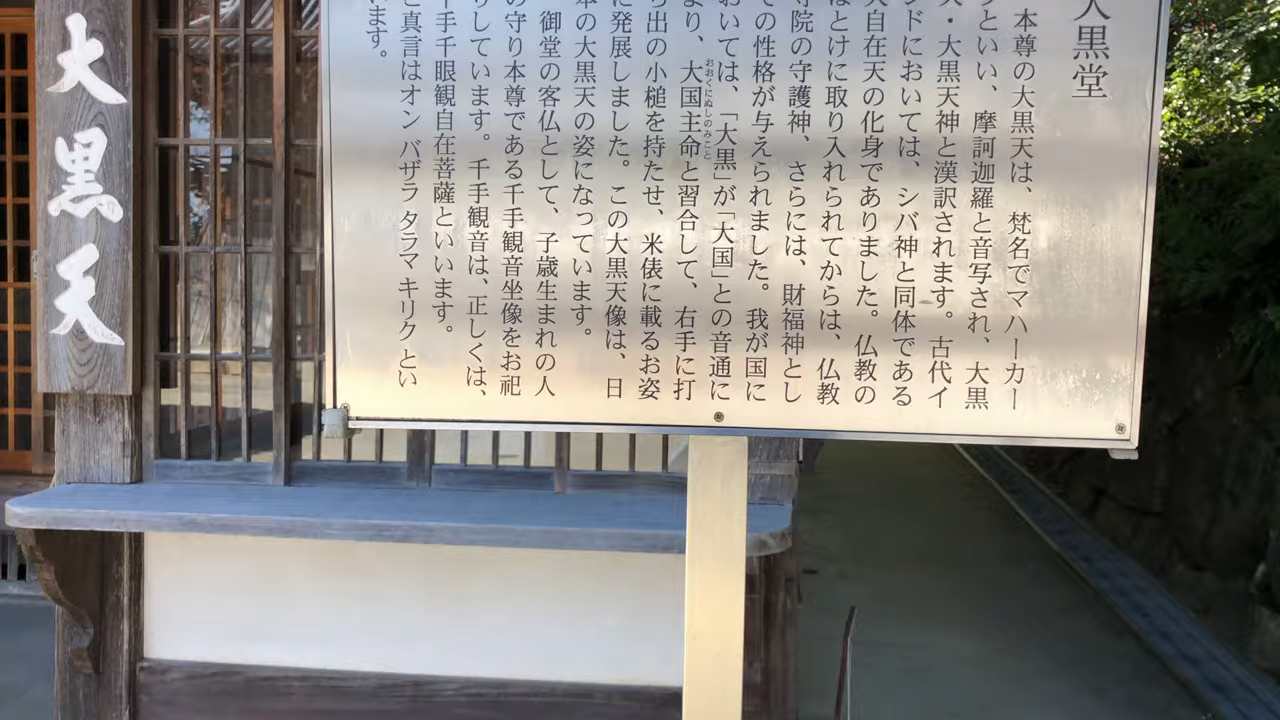 大黒堂
本尊の大黒天は、梵名でマハーカー
といい、摩訶迦羅と音写され、大黒
・大黒天神と漢訳されます。古代イ
ンドにおいては、シバ神と同体である
大自在天の化身でありました。仏教の
ほとけに取り入れられてからは、仏教
寺院の守護神、さらには、財福神とし
ての性格が与えられました。我が国に
おいては、「大黒」が「大国」との音通に
より、大国主命と習合して、右手に打
おおくにぬしのみこと
ち出の小槌を持たせ、米俵に載るお姿
に発展しました。この大黒天像は、日
本の大黒天の姿になっています。
御堂の客仏として、子歳生まれの人
の守り本尊である千手観音坐像をお祀
りしています。千手観音は、正しくは、
千手千眼観自在菩薩といいます。
真言はオン バザラ タラマ キリク とい
います。
大黒天